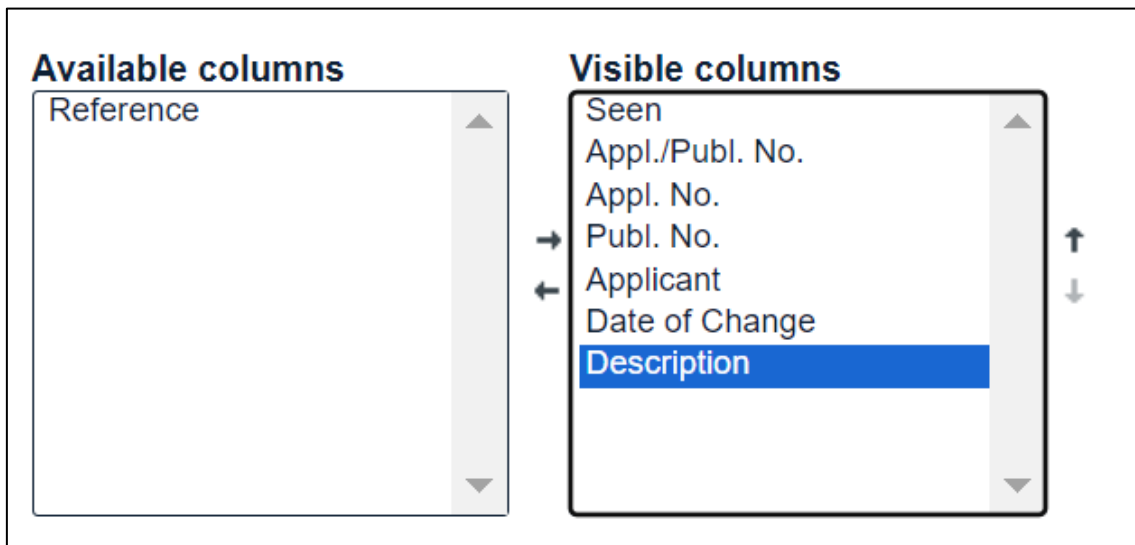 Available columns
Reference
Visible columns
Seen
Appl./Publ. No.
Appl. No.
Publ. No.
Applicant
Date of Change
Description